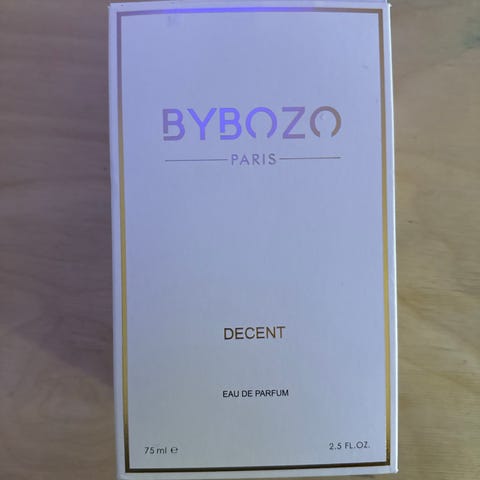 BYBOZO
PARIS
DECENT
EAU DE PARFUM
75 ml ℮ 2.5 FL.OZ.